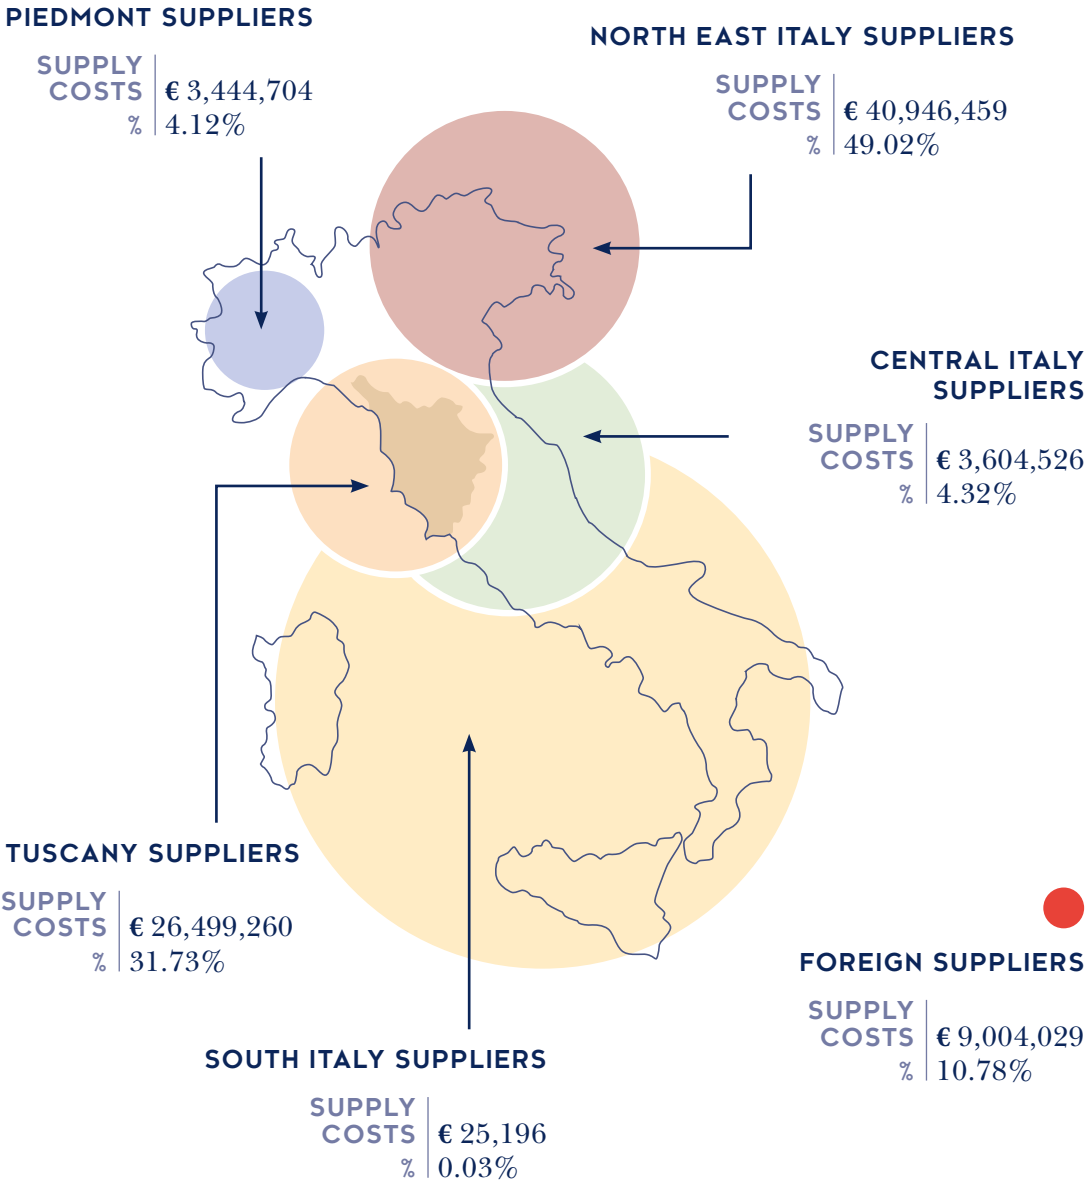 PIEDMONT SUPPLIERS
SUPPLY
COSTS € 3,444,704
% 4.12%
NORTH EAST ITALY SUPPLIERS
SUPPLY
COSTS € 40,946,459
% 49.02%
CENTRAL ITALY
SUPPLIERS
SUPPLY
COSTS € 3,604,526
% 4.32%
TUSCANY SUPPLIERS
SUPPLY
COSTS € 26,499,260
% 31.73%
FOREIGN SUPPLIERS
SUPPLY
COSTS € 9,004,029
% 10.78%
SOUTH ITALY SUPPLIERS
SUPPLY
COSTS € 25,196
% 0.03%